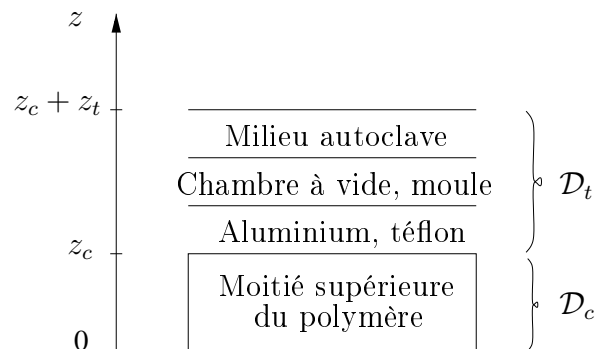 z
z_c + z_t
Milieu autoclave
Chambre à vide, moule
D_t
Aluminium, téflon
z_c
Moitié supérieure
du polymère
D_c
0